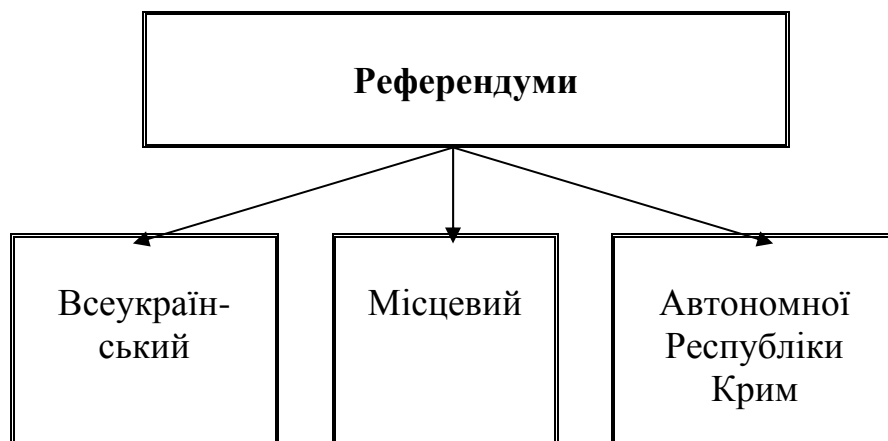 Референдуми
Всеукраїн-
ський
Місцевий
Автономної
Республіки
Крим